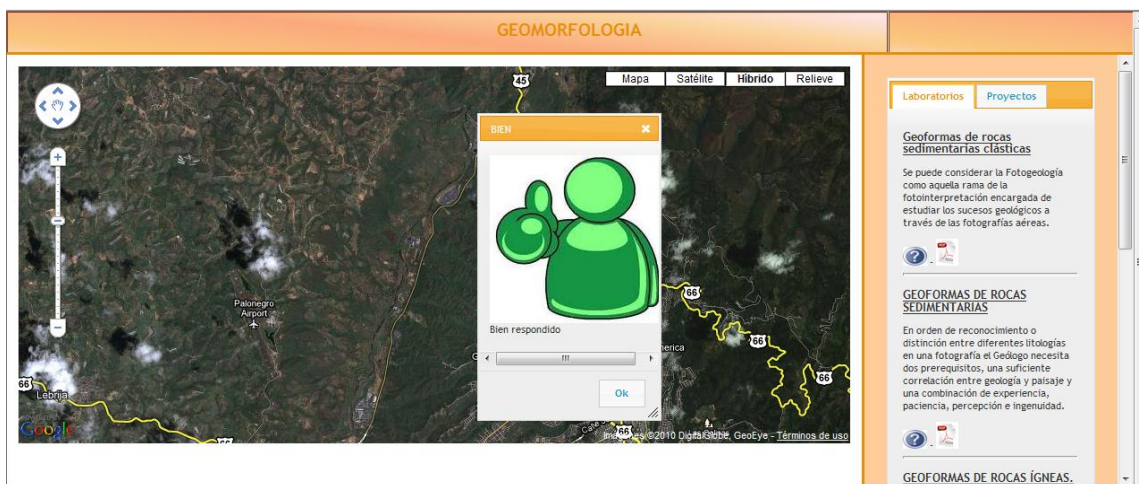 GEOMORFOLOGIA
45
Mapa
Satélite
Híbrido
Relieve
BIEN
Bien respondido
Ok
Palonegro
Airport
66
66
66
66
66
Lebrija
Google
Imágenes ©2010 DigitalGlobe, GeoEye - Términos de uso
Laboratorios
Proyectos
Geoformas de rocas
sedimentarias clásticas
Se puede considerar la Fotogeología
como aquella rama de la
fotointerpretación encargada de
estudiar los sucesos geológicos a
través de las fotografías aéreas.
GEOFORMAS DE ROCAS
SEDIMENTARIAS
En orden de reconocimiento o
distinción entre diferentes litologías
en una fotografía el Geólogo necesita
dos prerequisitos, una suficiente
correlación entre geología y paisaje y
una combinación de experiencia,
paciencia, percepción e ingenuidad.
GEOFORMAS DE ROCAS ÍGNEAS.